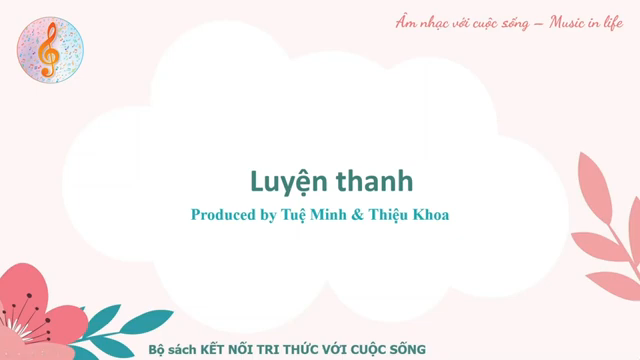 Âm nhạc với cuộc sống – Music in life
Luyện thanh
Produced by Tuệ Minh & Thiệu Khoa
Bộ sách KẾT NỐI TRI THỨC VỚI CUỘC SỐNG